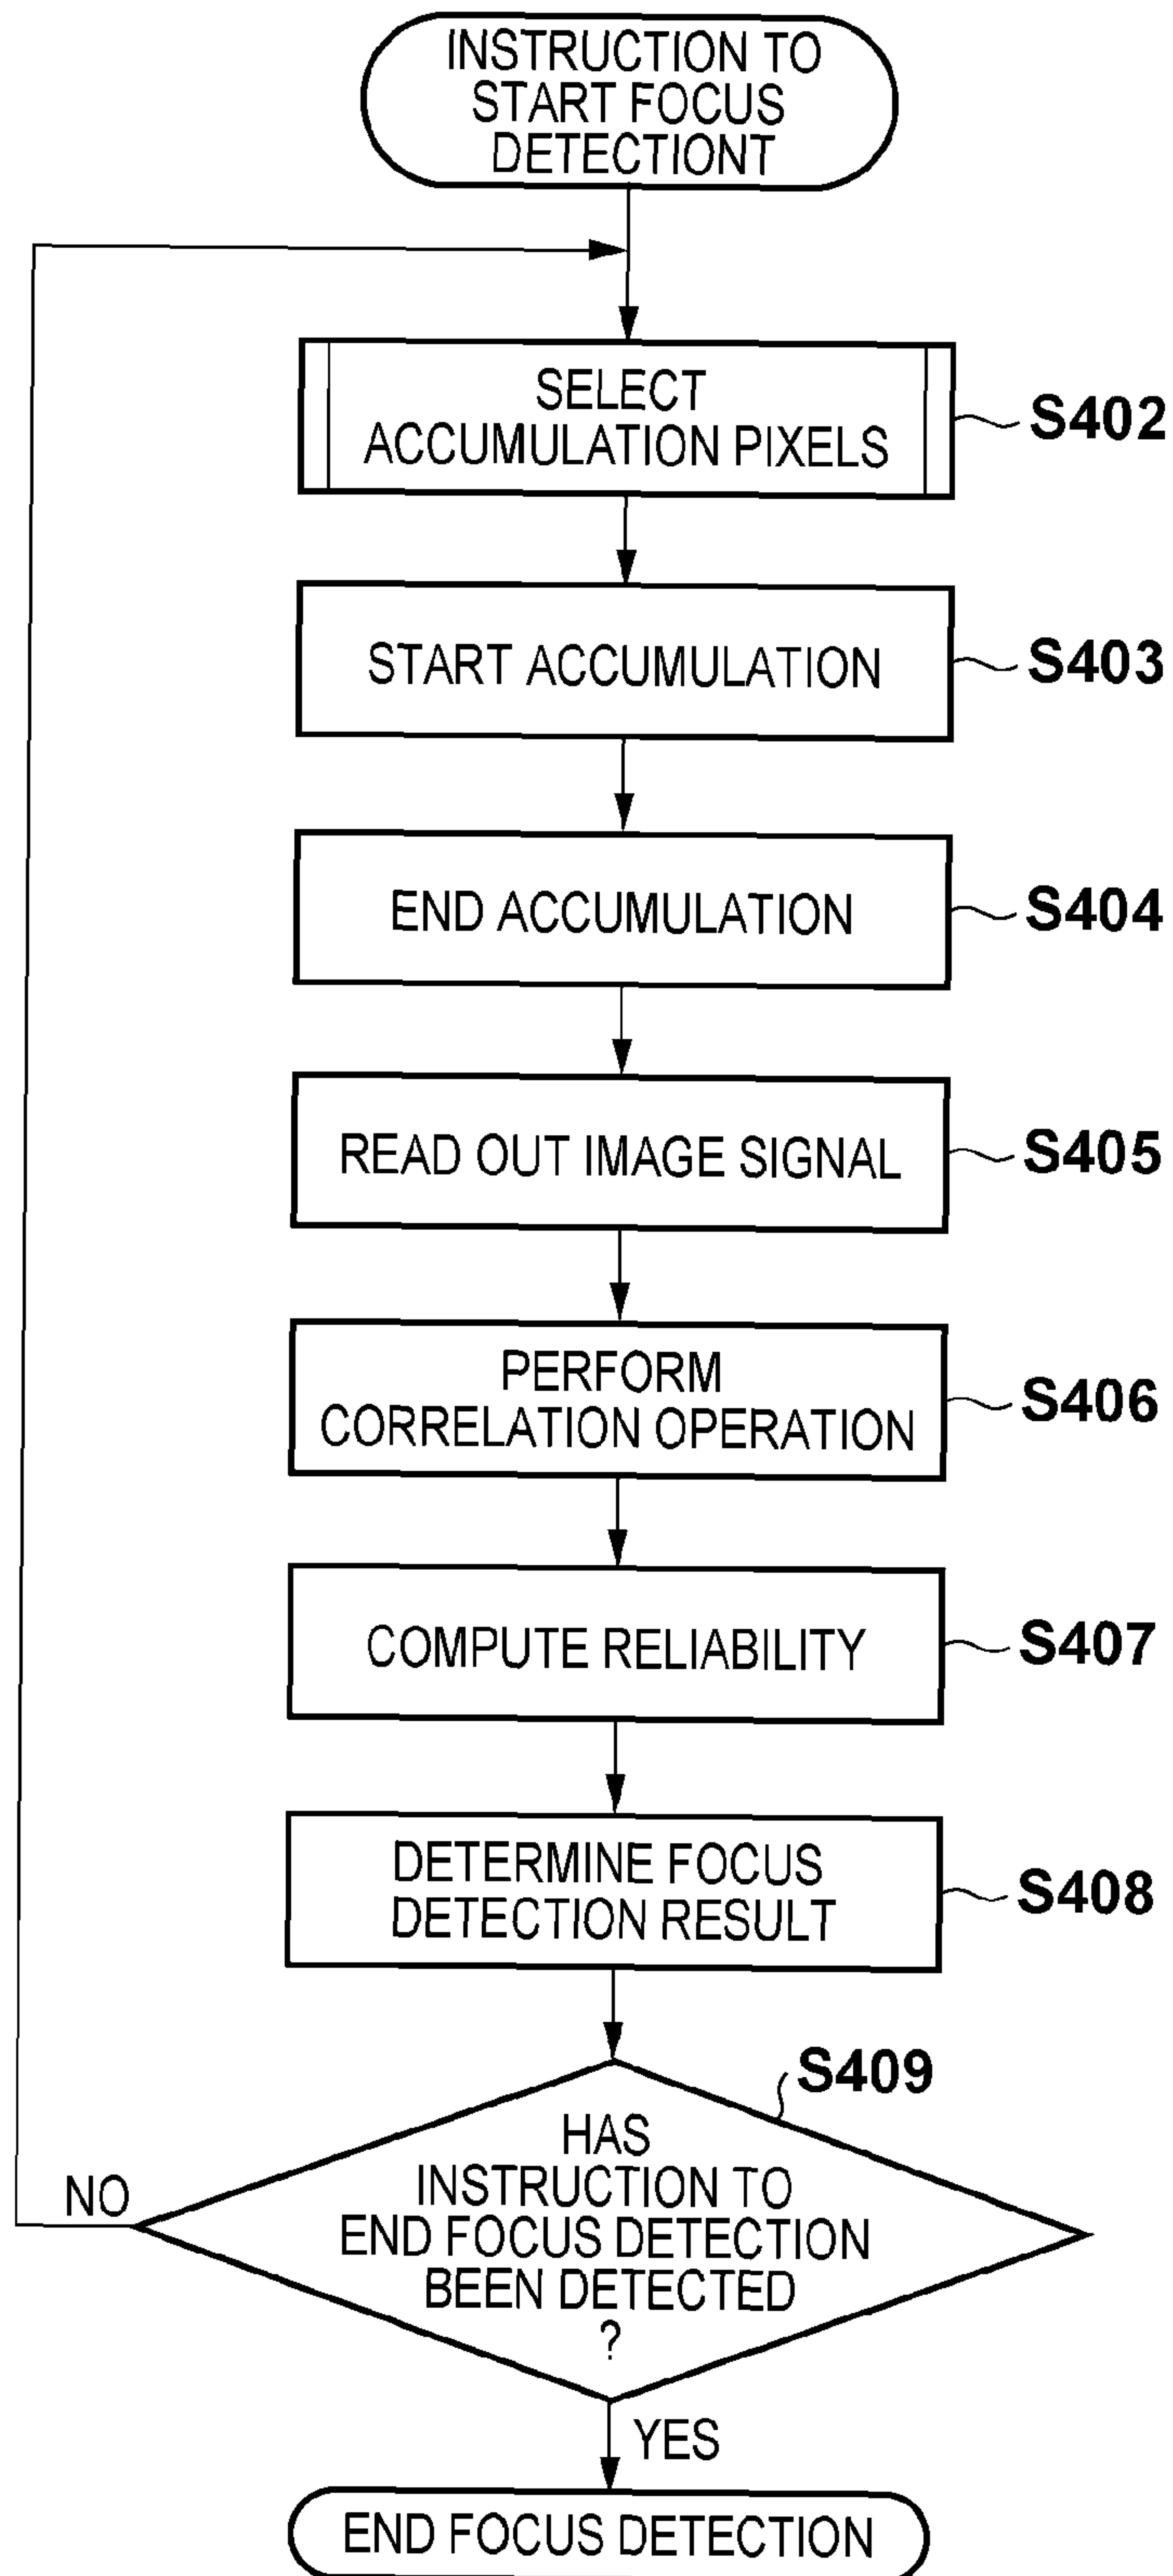 INSTRUCTION TO
START FOCUS
DETECTIONT
SELECT
ACCUMULATION PIXELS
S402
START ACCUMULATION
S403
END ACCUMULATION
S404
READ OUT IMAGE SIGNAL
S405
PERFORM
CORRELATION OPERATION
S406
COMPUTE RELIABILITY
S407
DETERMINE FOCUS
DETECTION RESULT
S408
S409
HAS
INSTRUCTION TO
END FOCUS DETECTION
BEEN DETECTED
?
NO
YES
END FOCUS DETECTION